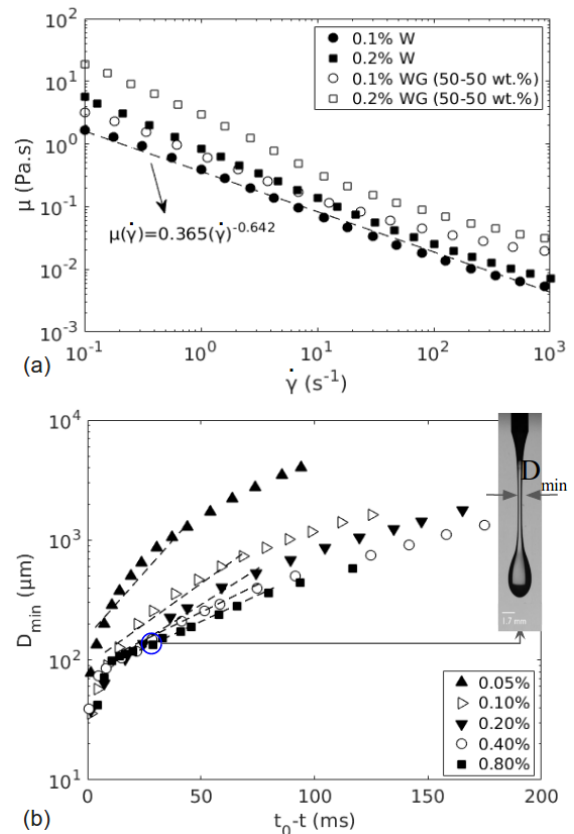 (a)
10²
10¹
10⁰
10⁻¹
10⁻²
10⁻³
μ (Pa.s)
0.1% W
0.2% W
0.1% WG (50-50 wt.%)
0.2% WG (50-50 wt.%)
μ(γ̇)=0.365(γ̇)⁻⁰·⁶⁴²
10⁻¹ 10⁰ 10¹ 10² 10³
γ̇ (s⁻¹)
(b)
10⁴
10³
10²
10¹
D_min (μm)
D_min
1.7 mm
0.05%
0.10%
0.20%
0.40%
0.80%
0 50 100 150 200
t₀-t (ms)